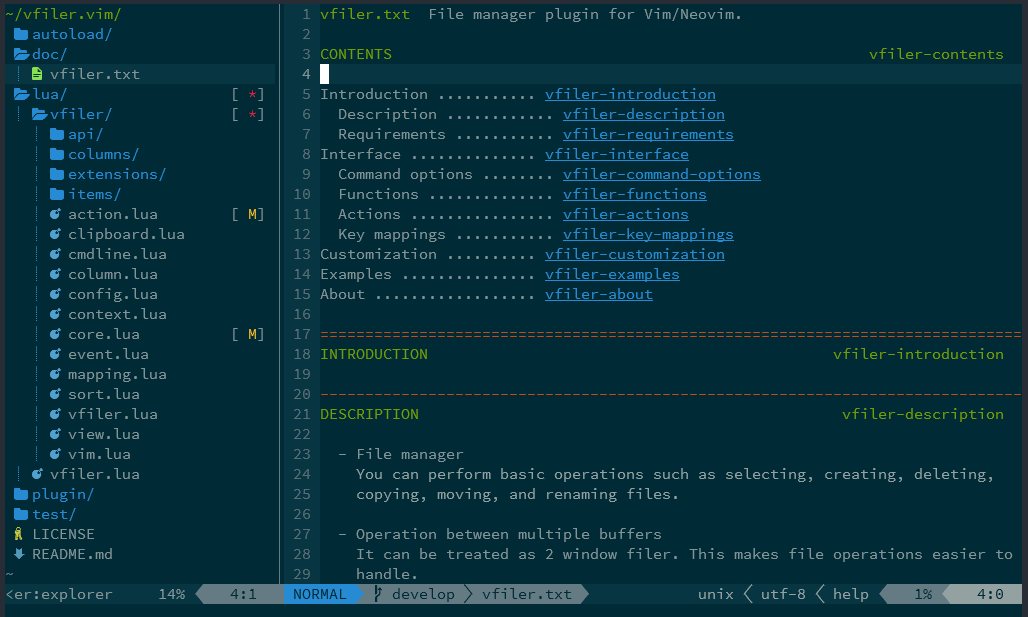 ~/vfiler.vim/
autoload/
doc/
vfiler.txt
lua/ [ *]
vfiler/ [ *]
api/
columns/
extensions/
items/
action.lua [ M]
clipboard.lua
cmdline.lua
column.lua
config.lua
context.lua
core.lua [ M]
event.lua
mapping.lua
sort.lua
vfiler.lua
view.lua
vim.lua
vfiler.lua
plugin/
test/
LICENSE
README.md
~
<er:explorer 14% 4:1
1 vfiler.txt File manager plugin for Vim/Neovim.
2
3 CONTENTS vfiler-contents
4
5 Introduction ........... vfiler-introduction
6 Description ............ vfiler-description
7 Requirements ........... vfiler-requirements
8 Interface .............. vfiler-interface
9 Command options ........ vfiler-command-options
10 Functions .............. vfiler-functions
11 Actions ................ vfiler-actions
12 Key mappings ........... vfiler-key-mappings
13 Customization .......... vfiler-customization
14 Examples ............... vfiler-examples
15 About .................. vfiler-about
16
17 ==============================================================================
18 INTRODUCTION vfiler-introduction
19
20 ------------------------------------------------------------------------------
21 DESCRIPTION vfiler-description
22
23 - File manager
24 You can perform basic operations such as selecting, creating, deleting,
25 copying, moving, and renaming files.
26
27 - Operation between multiple buffers
28 It can be treated as 2 window filer. This makes file operations easier to
29 handle.
NORMAL develop vfiler.txt unix utf-8 help 1% 4:0